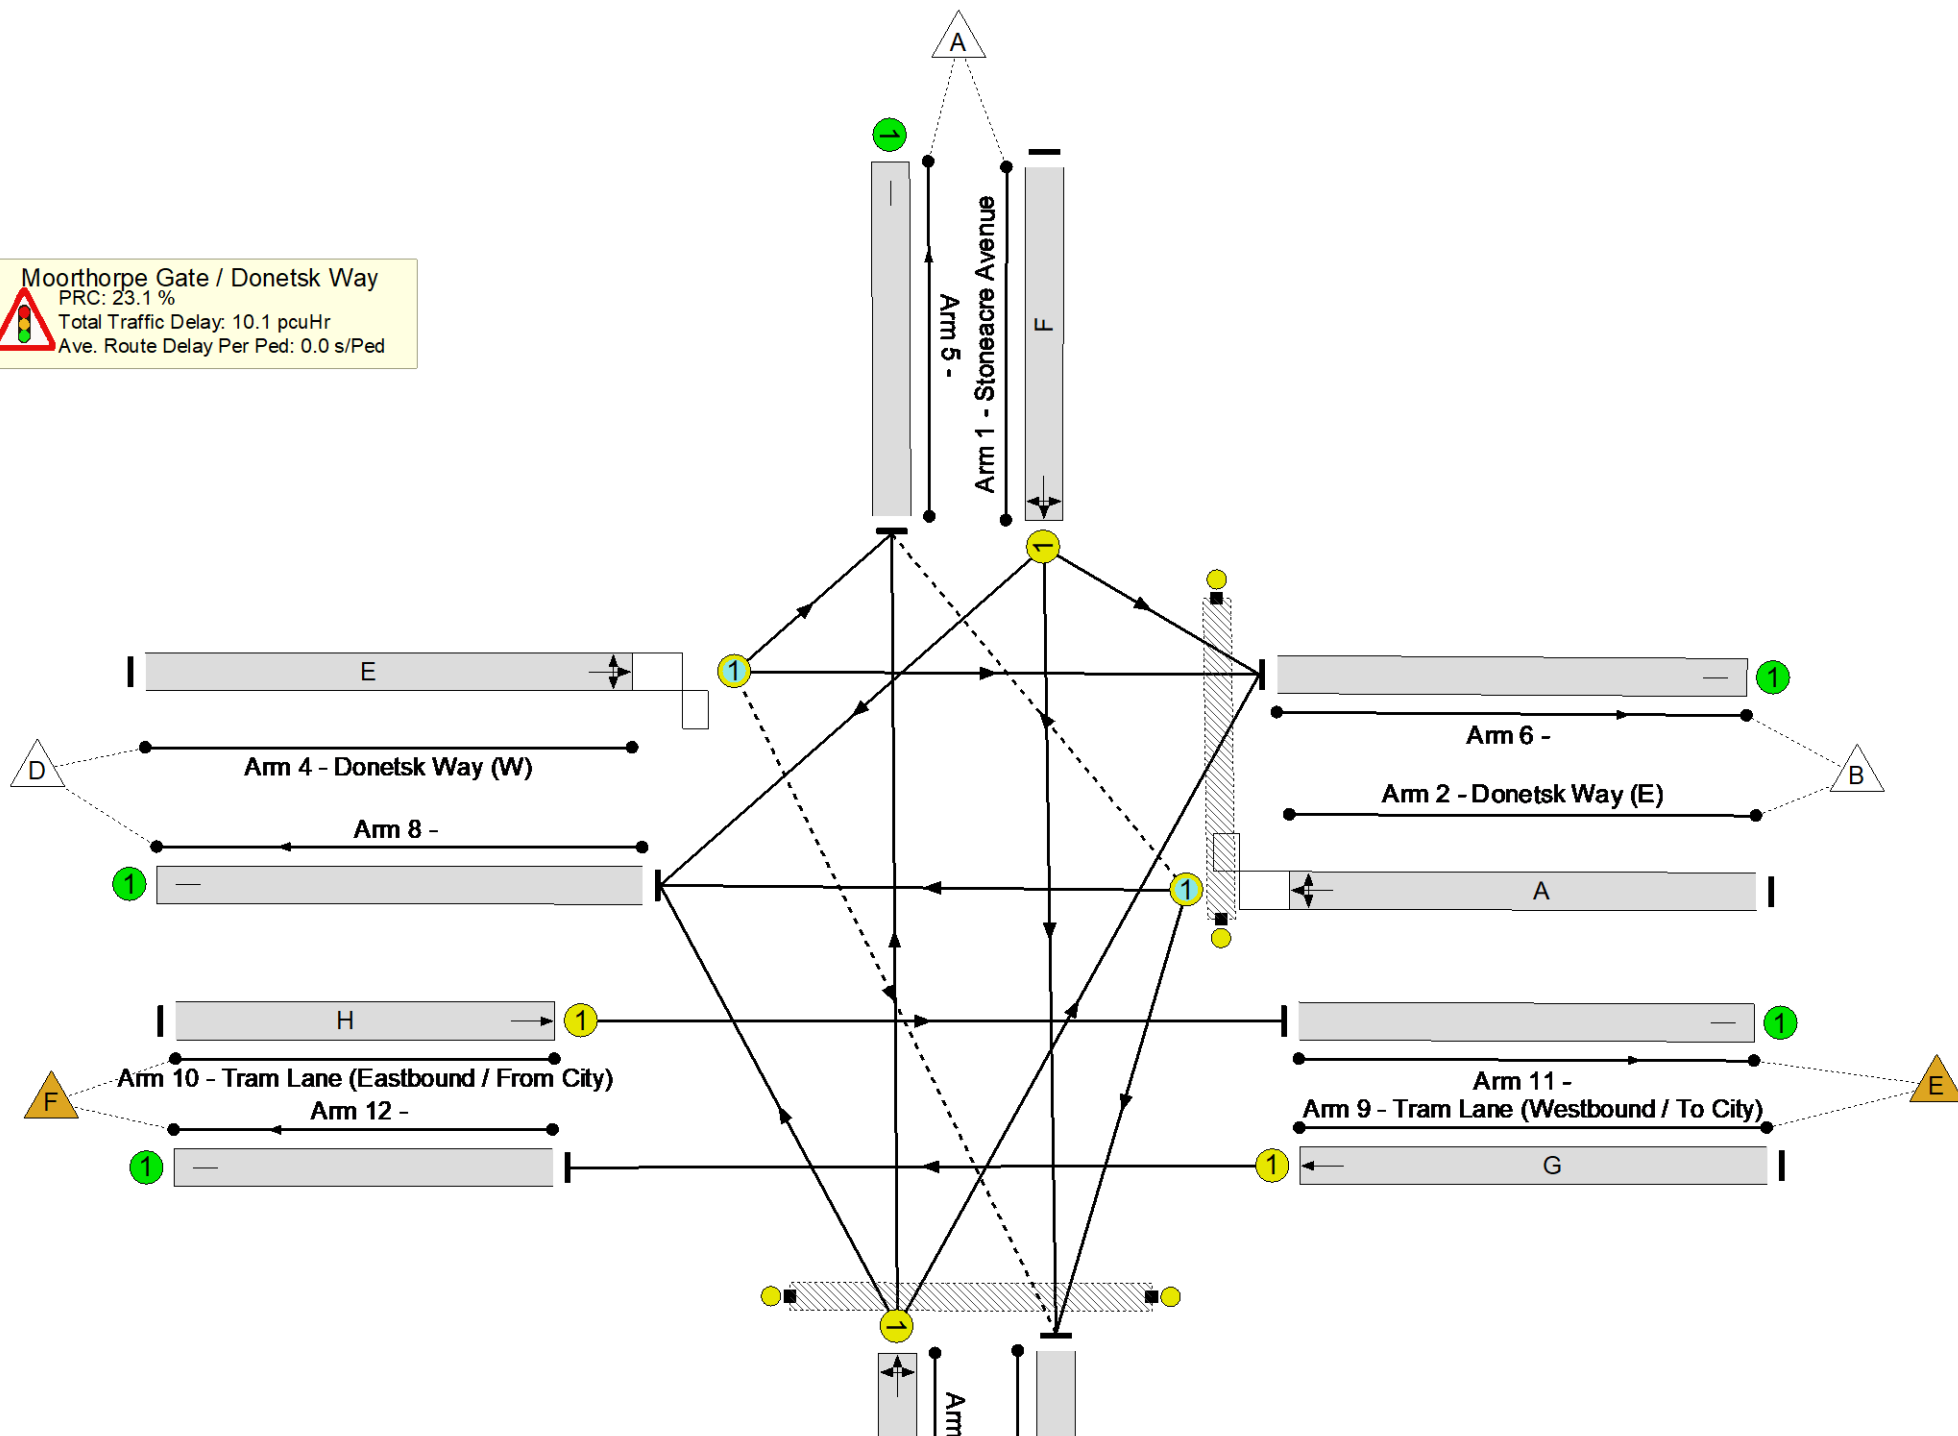 A
1
Moorthorpe Gate / Donetsk Way
PRC: 23.1 %
Total Traffic Delay: 10.1 pcuHr
Ave. Route Delay Per Ped: 0.0 s/Ped
Arm 5 -
Arm 1 - Stoneacre Avenue
F
1
E
1
1
Arm 6 -
D
Arm 4 - Donetsk Way (W)
B
Arm 2 - Donetsk Way (E)
Arm 8 -
1
1
A
H
1
1
Arm 10 - Tram Lane (Eastbound / From City)
Arm 11 -
F
E
Arm 12 -
Arm 9 - Tram Lane (Westbound / To City)
1
1
G
1
Arm